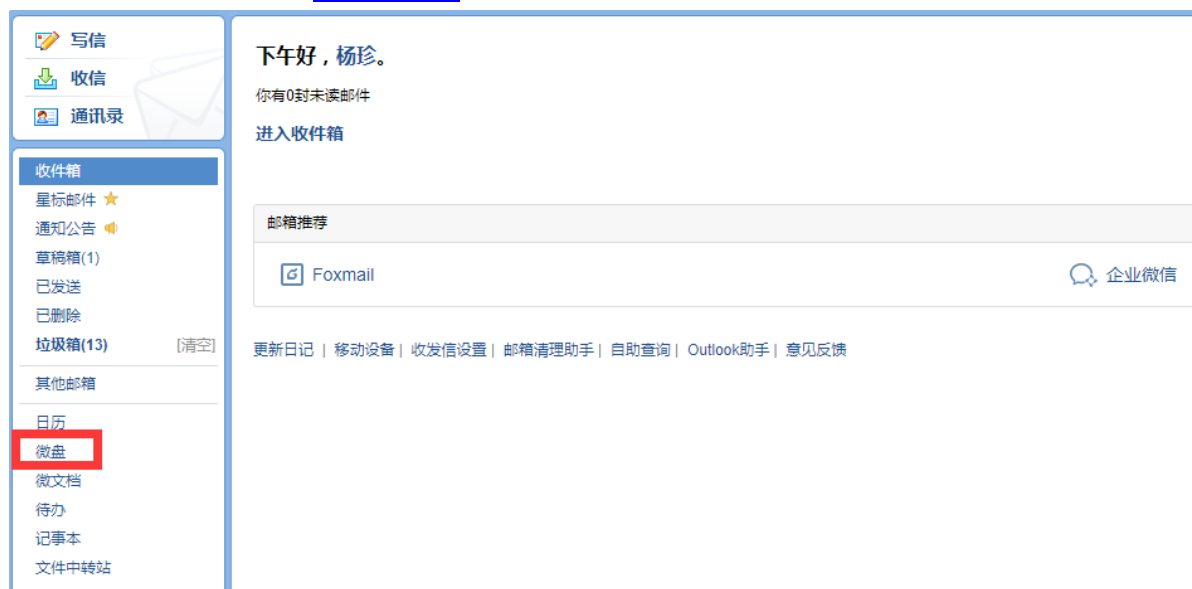 写信
收信
通讯录
收件箱
星标邮件
通知公告
草稿箱(1)
已发送
已删除
垃圾箱(13) [清空]
其他邮箱
日历
微盘
微文档
待办
记事本
文件中转站
下午好，杨珍。
你有0封未读邮件
进入收件箱
邮箱推荐
Foxmail 企业微信
更新日记 | 移动设备 | 收发信设置 | 邮箱清理助手 | 自助查询 | Outlook助手 | 意见反馈